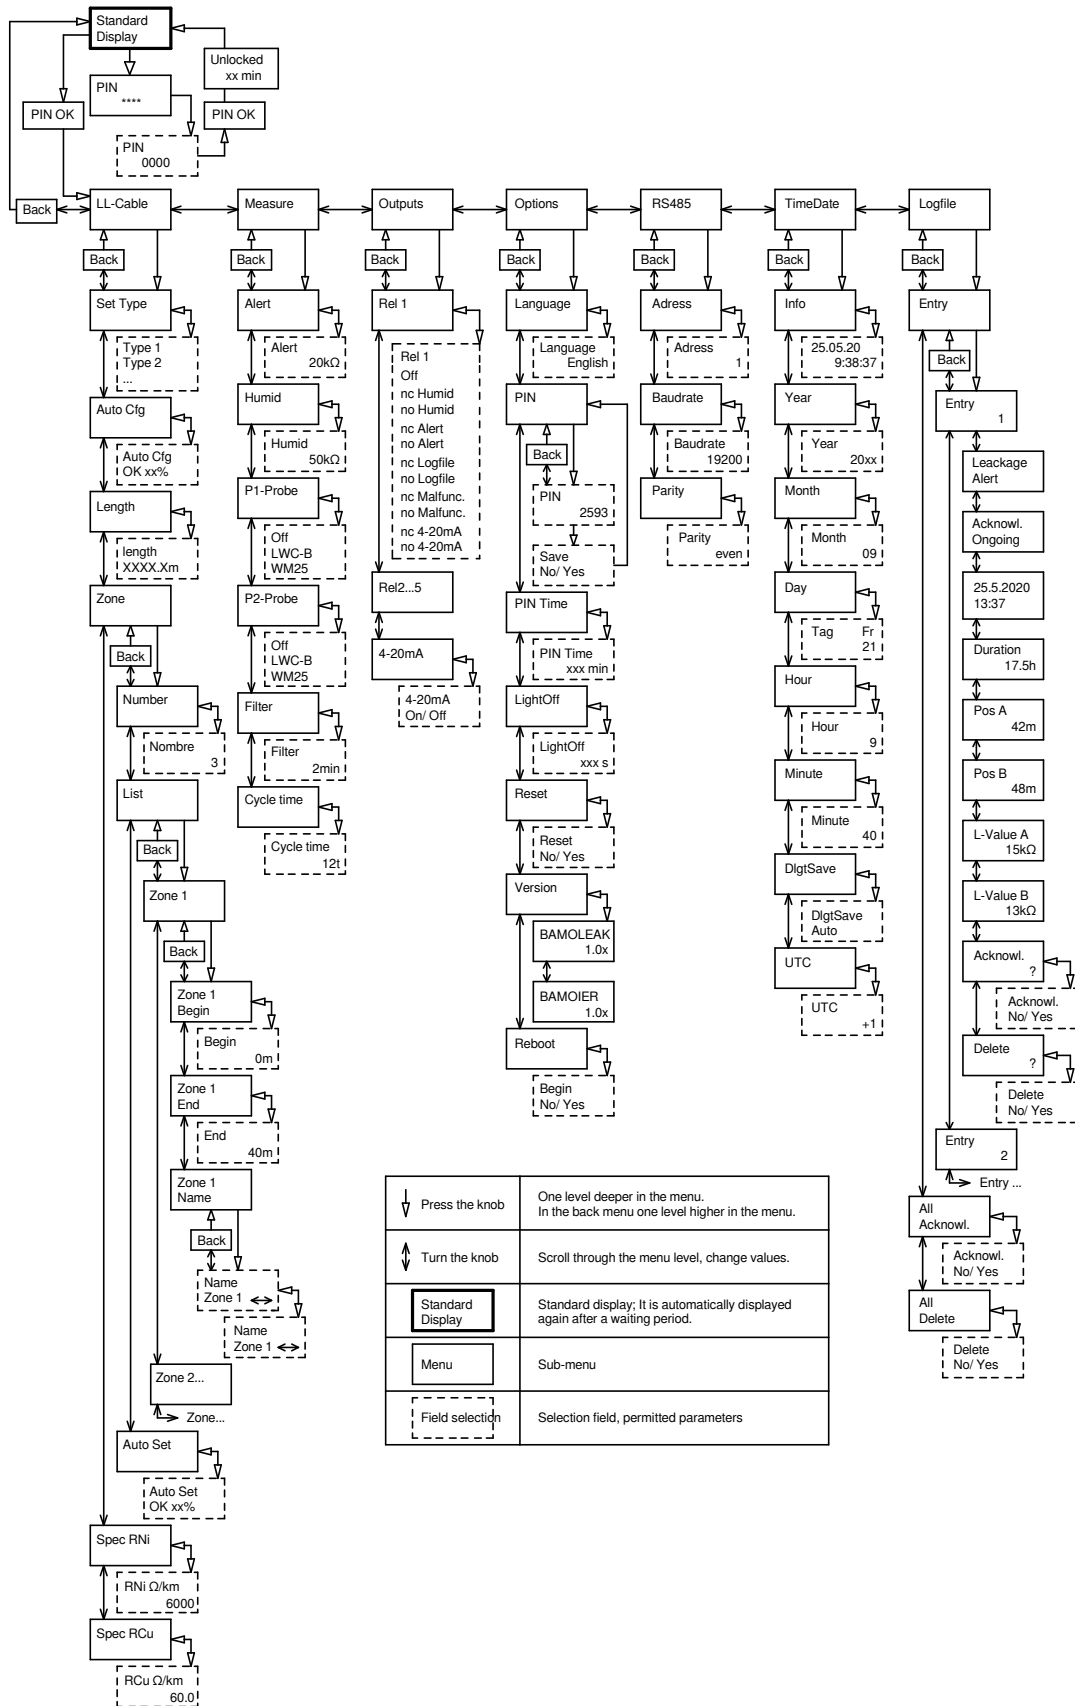 Standard
Display
Unlocked
xx min
PIN
****
PIN OK
PIN OK
PIN
0000
Back
LL-Cable
Measure
Outputs
Options
RS485
TimeDate
Logfile
Back
Back
Back
Back
Back
Back
Back
Set Type
Type 1
Type 2
...
Auto Cfg
Auto Cfg
OK xx%
Length
length
XXXX.Xm
Zone
Back
Number
Nombre
3
List
Back
Zone 1
Back
Zone 1
Begin
Begin
0m
Zone 1
End
End
40m
Zone 1
Name
Back
Name
Zone 1
Name
Zone 1
Zone 2...
Zone...
Auto Set
Auto Set
OK xx%
Spec RNi
RNi Ω/km
6000
Spec RCu
RCu Ω/km
60.0
Alert
Alert
20kΩ
Humid
Humid
50kΩ
P1-Probe
Off
LWC-B
WM25
P2-Probe
Off
LWC-B
WM25
Filter
Filter
2min
Cycle time
Cycle time
12t
Rel 1
Rel 1
Off
nc Humid
no Humid
nc Alert
no Alert
nc Logfile
no Logfile
nc Malfunc.
no Malfunc.
nc 4-20mA
no 4-20mA
Rel2...5
4-20mA
4-20mA
On/ Off
Language
Language
English
PIN
Back
PIN
2593
Save
No/ Yes
PIN Time
PIN Time
xxx min
LightOff
LightOff
xxx s
Reset
Reset
No/ Yes
Version
BAMOLEAK
1.0x
BAMOIER
1.0x
Reboot
Begin
No/ Yes
Adress
Adress
1
Baudrate
Baudrate
19200
Parity
Parity
even
Info
25.05.20
9:38:37
Year
Year
20xx
Month
Month
09
Day
Tag Fr
21
Hour
Hour
9
Minute
Minute
40
DlgtSave
DlgtSave
Auto
UTC
UTC
+1
Entry
Back
Entry
1
Leackage
Alert
Acknowl.
Ongoing
25.5.2020
13:37
Duration
17.5h
Pos A
42m
Pos B
48m
L-Value A
15kΩ
L-Value B
13kΩ
Acknowl.
?
Acknowl.
No/ Yes
Delete
?
Delete
No/ Yes
Entry
2
Entry ...
All
Acknowl.
Acknowl.
No/ Yes
All
Delete
Delete
No/ Yes
Press the knob
One level deeper in the menu.
In the back menu one level higher in the menu.
Turn the knob
Scroll through the menu level, change values.
Standard
Display
Standard display; It is automatically displayed
again after a waiting period.
Menu
Sub-menu
Field selection
Selection field, permitted parameters